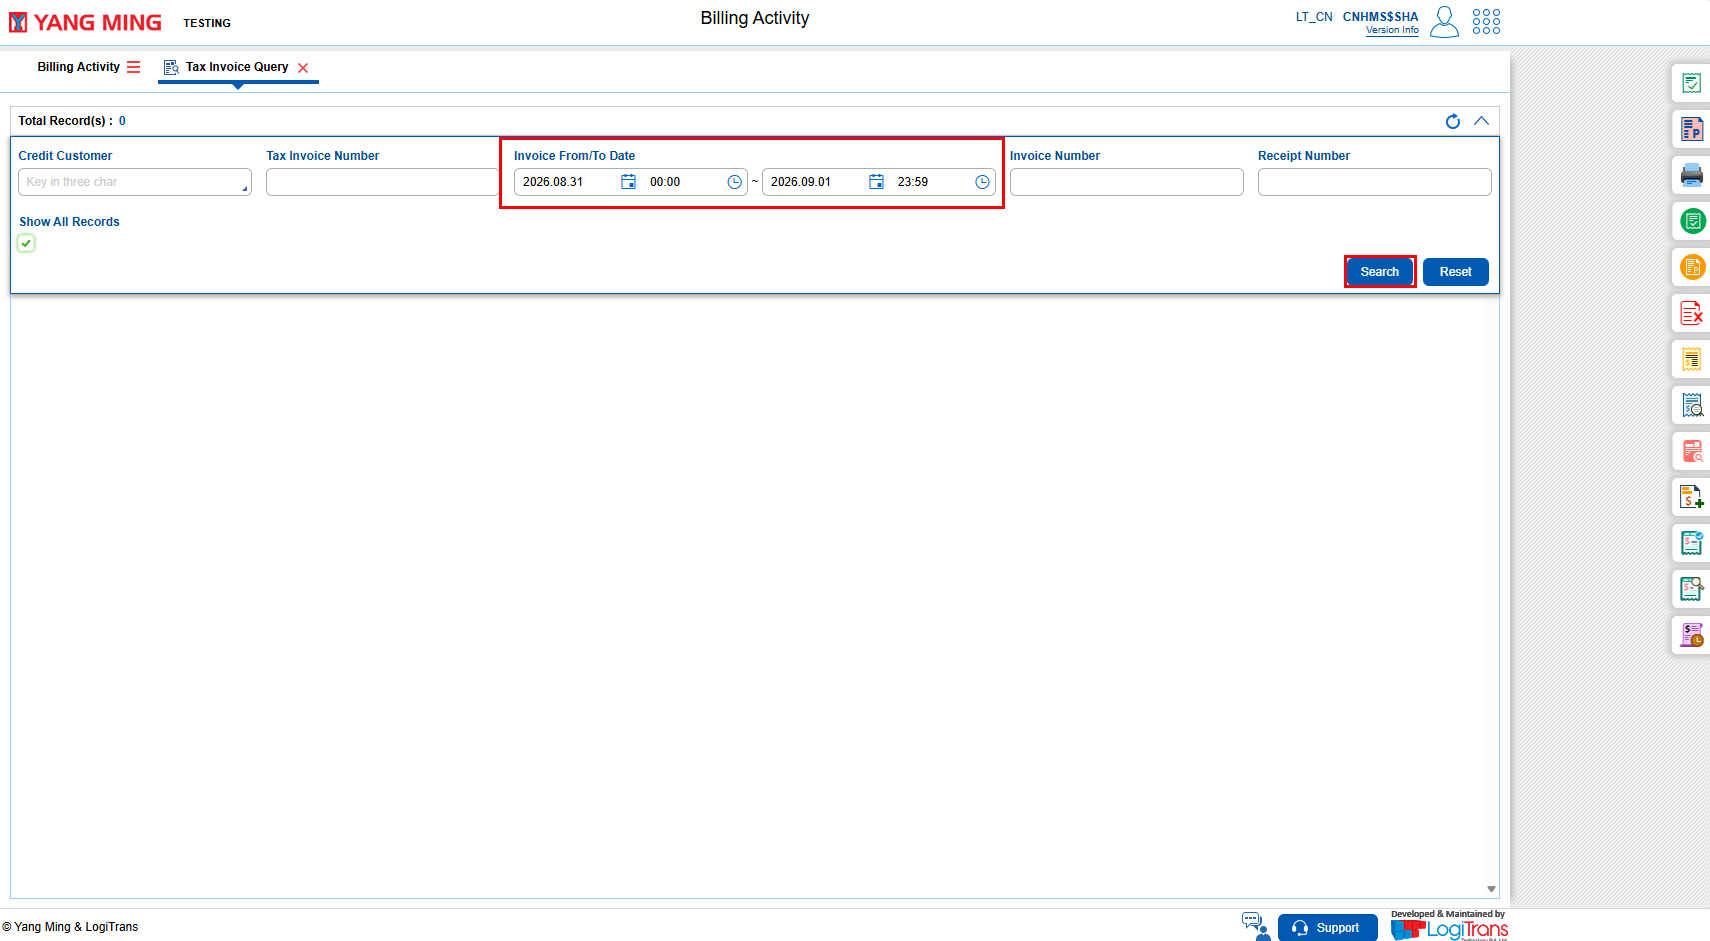 YANG MING TESTING Billing Activity LT_CN CNHMS$SHA
Version Info
Billing Activity Tax Invoice Query
Total Record(s) : 0
Credit Customer Tax Invoice Number Invoice From/To Date Invoice Number Receipt Number
Key in three char 2026.08.31 00:00 ~ 2026.09.01 23:59
Show All Records
Search Reset
© Yang Ming & LogiTrans Support
Developed & Maintained by
LogiTrans
Technology Pvt. Ltd.